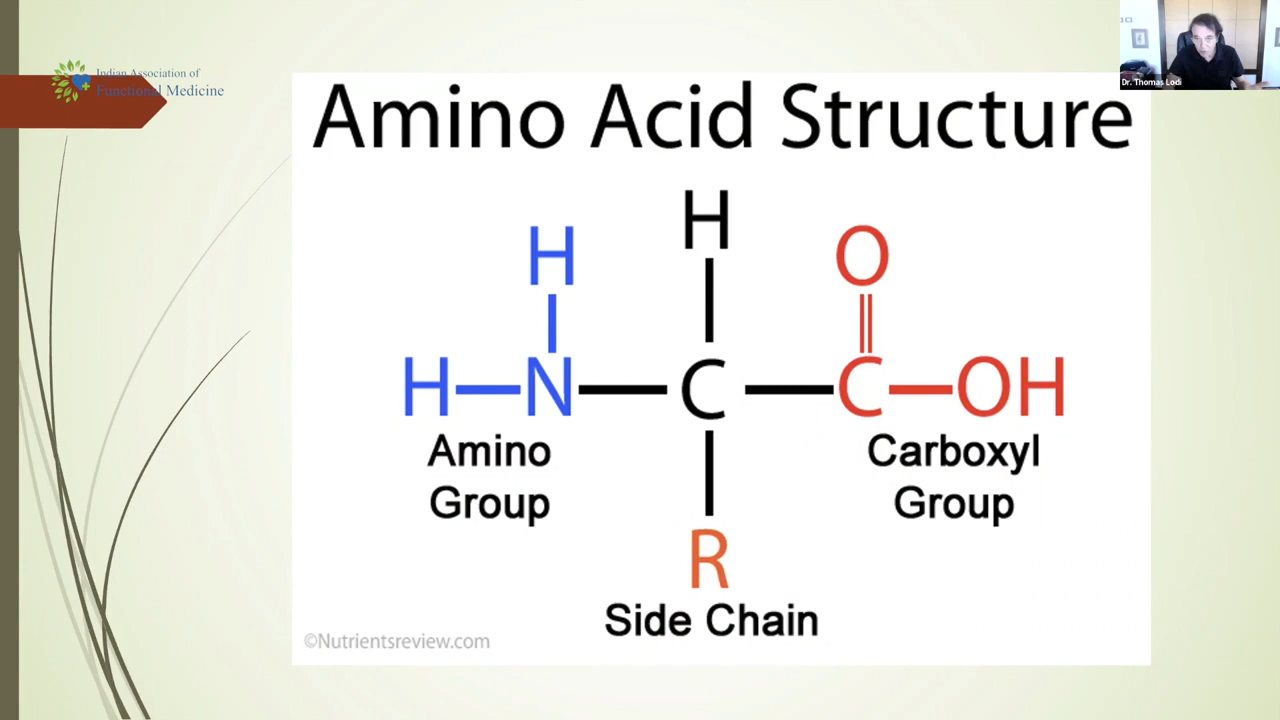 Indian Association of
Functional Medicine
Dr. Thomas Lodi
Amino Acid Structure
H
H
O
H
N
C
C
OH
Amino
Group
Carboxyl
Group
R
Side Chain
©Nutrientsreview.com